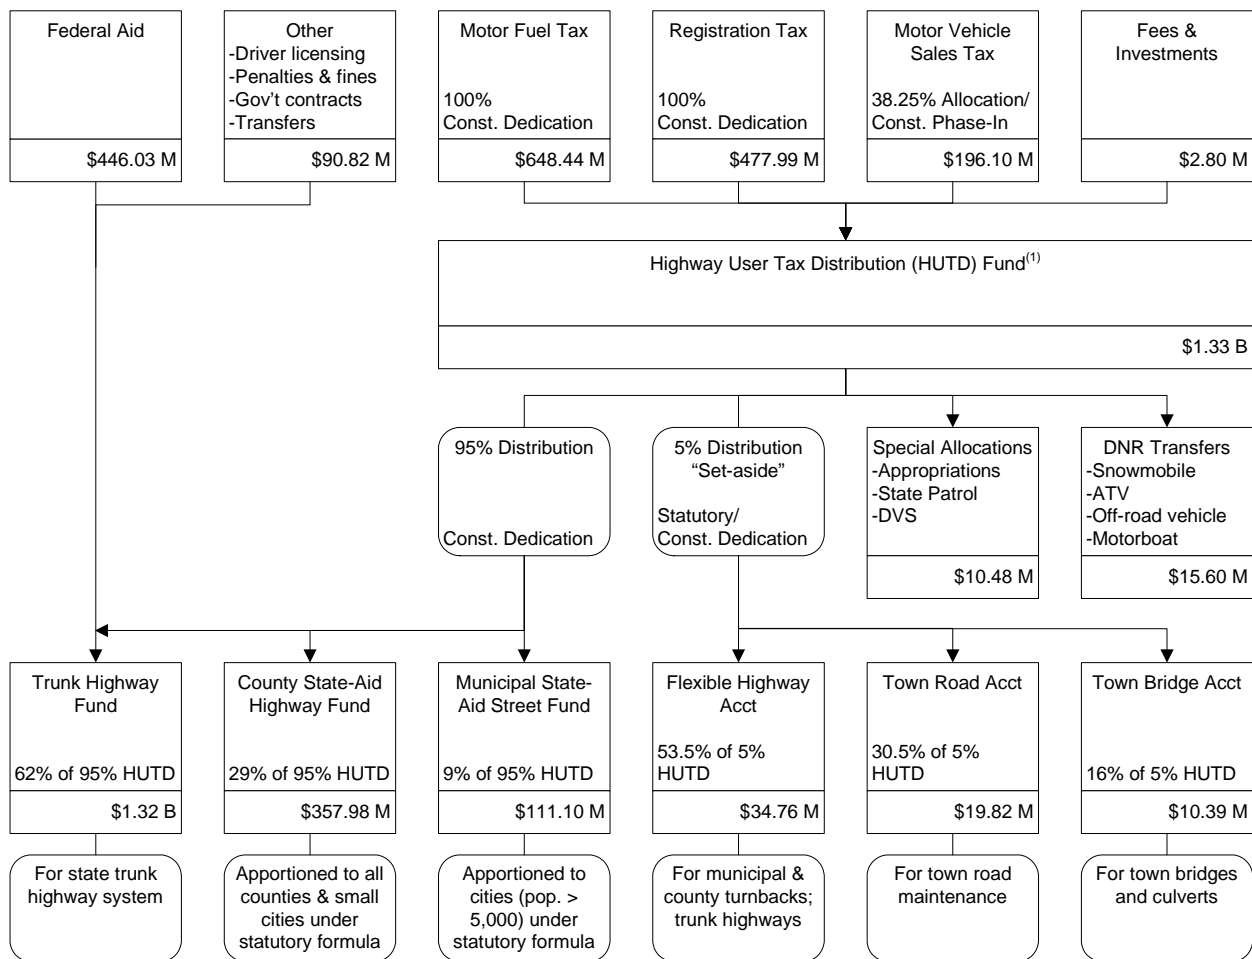 Federal Aid
$446.03 M
Other
-Driver licensing
-Penalties & fines
-Gov't contracts
-Transfers
$90.82 M
Motor Fuel Tax
100%
Const. Dedication
$648.44 M
Registration Tax
100%
Const. Dedication
$477.99 M
Motor Vehicle
Sales Tax
38.25% Allocation/
Const. Phase-In
$196.10 M
Fees &
Investments
$2.80 M
Highway User Tax Distribution (HUTD) Fund(1)
$1.33 B
95% Distribution
Const. Dedication
5% Distribution
“Set-aside”
Statutory/
Const. Dedication
Special Allocations
-Appropriations
-State Patrol
-DVS
$10.48 M
DNR Transfers
-Snowmobile
-ATV
-Off-road vehicle
-Motorboat
$15.60 M
Trunk Highway
Fund
62% of 95% HUTD
$1.32 B
County State-Aid
Highway Fund
29% of 95% HUTD
$357.98 M
Municipal State-
Aid Street Fund
9% of 95% HUTD
$111.10 M
Flexible Highway
Acct
53.5% of 5%
HUTD
$34.76 M
Town Road Acct
30.5% of 5%
HUTD
$19.82 M
Town Bridge Acct
16% of 5% HUTD
$10.39 M
For state trunk
highway system
Apportioned to all
counties & small
cities under
statutory formula
Apportioned to
cities (pop. >
5,000) under
statutory formula
For municipal &
county turnbacks;
trunk highways
For town road
maintenance
For town bridges
and culverts